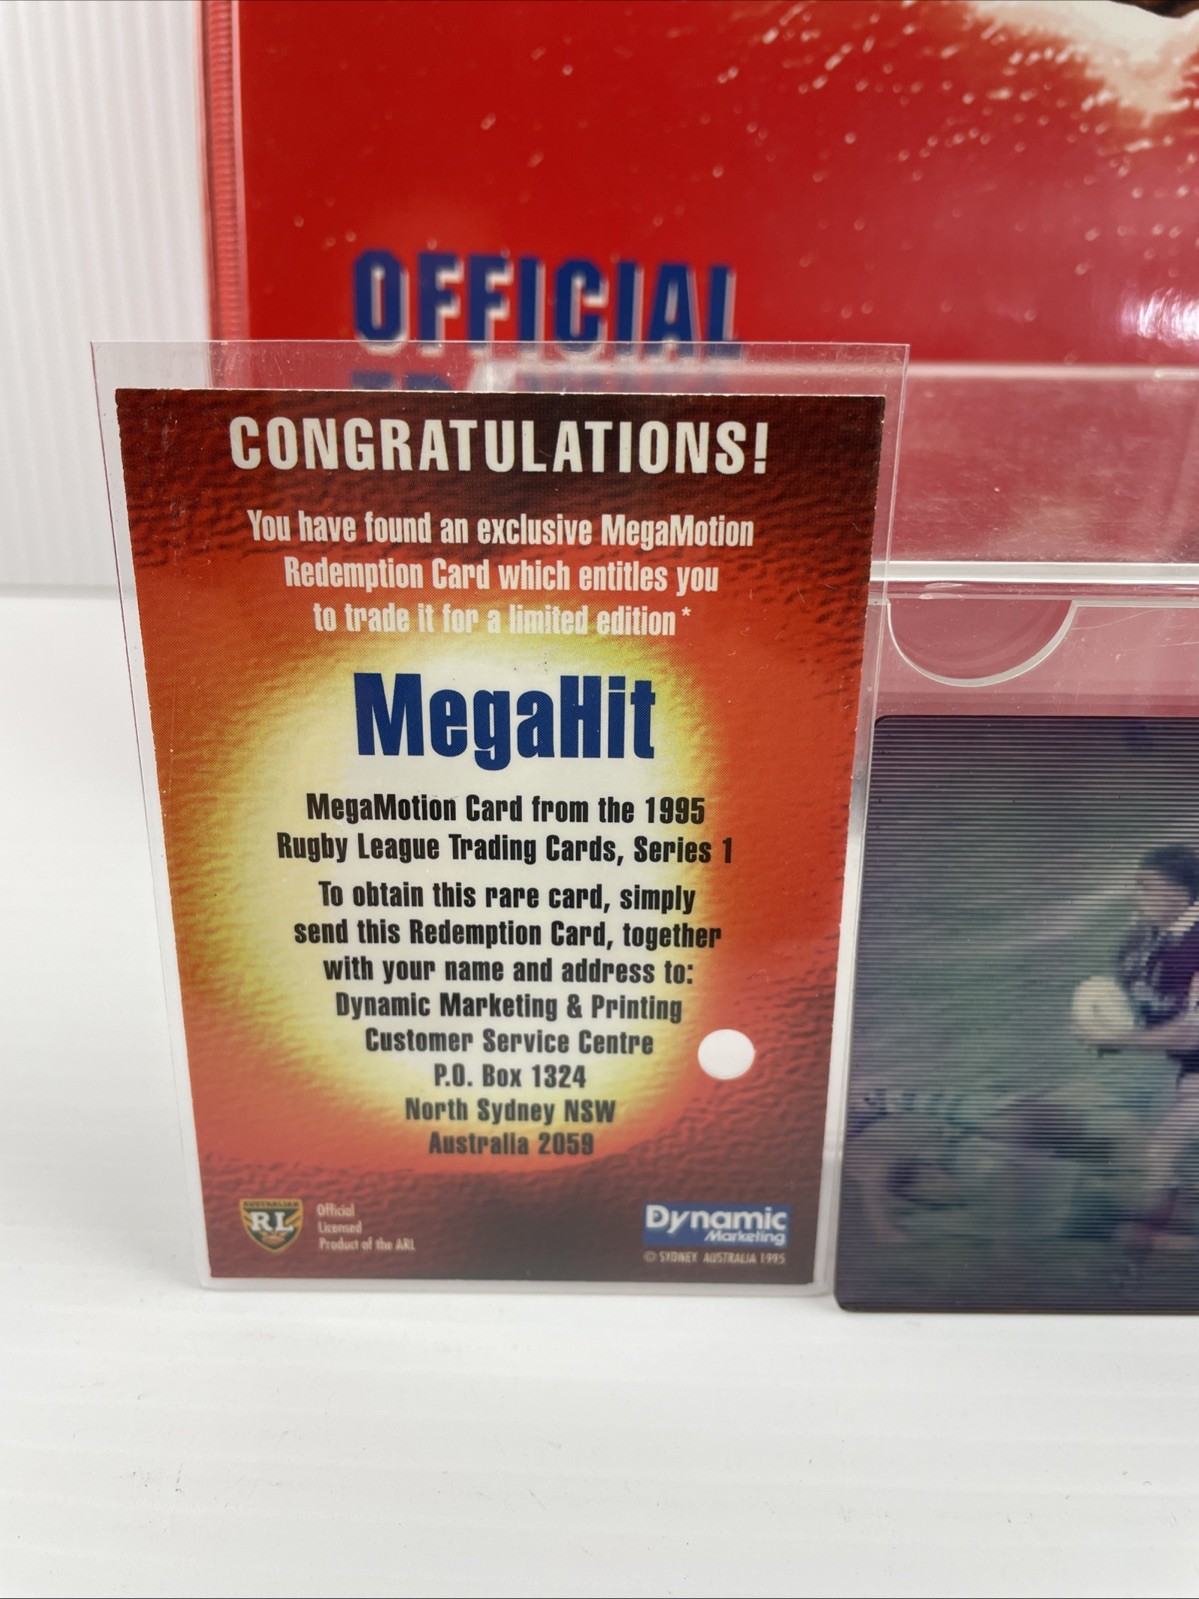 OFFICIAL
CONGRATULATIONS!
You have found an exclusive MegaMotion
Redemption Card which entitles you
to trade it for a limited edition*
MegaHit
MegaMotion Card from the 1995
Rugby League Trading Cards, Series 1
To obtain this rare card, simply
send this Redemption Card, together
with your name and address to:
Dynamic Marketing & Printing
Customer Service Centre
P.O. Box 1324
North Sydney NSW
Australia 2059
AUSTRALIAN
RL
Official
Licensed
Product of the ARL
Dynamic
Marketing
© SYDNEY AUSTRALIA 1995